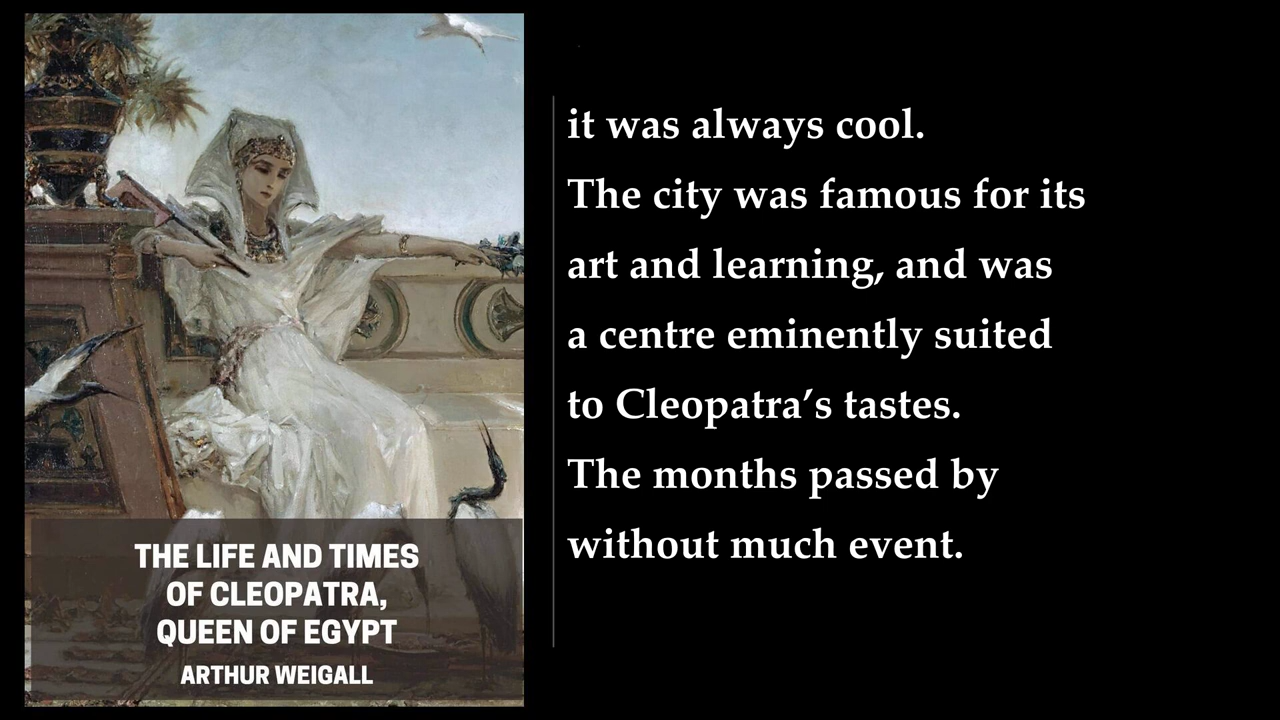 THE LIFE AND TIMES
OF CLEOPATRA,
QUEEN OF EGYPT
ARTHUR WEIGALL
it was always cool.
The city was famous for its
art and learning, and was
a centre eminently suited
to Cleopatra’s tastes.
The months passed by
without much event.